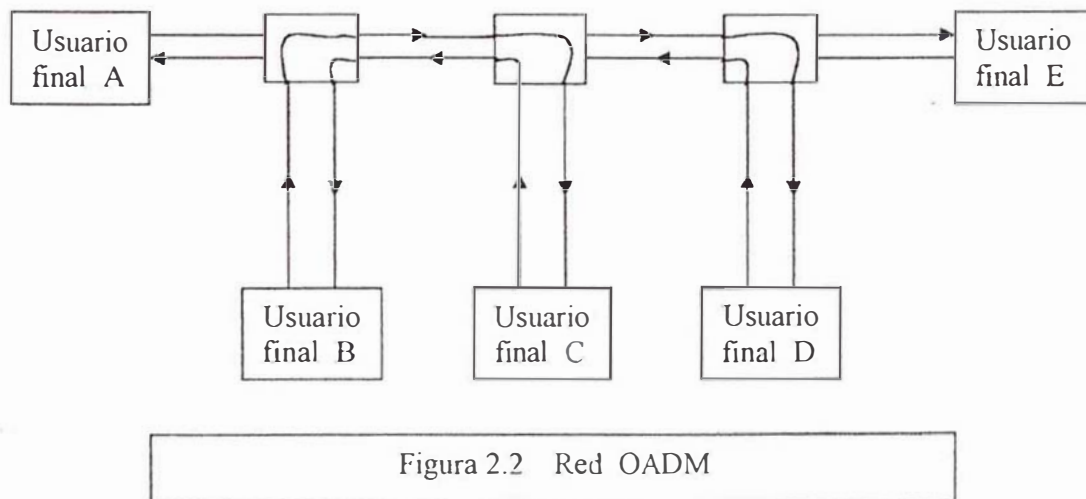 Usuario
final A
Usuario
final E
Usuario
final B
Usuario
final C
Usuario
final D
Figura 2.2 Red OADM